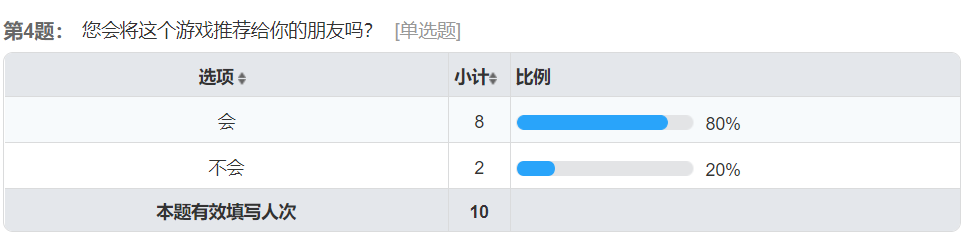 第4题： 您会将这个游戏推荐给你的朋友吗？ [单选题]
选项 小计 比例
会 8 80%
不会 2 20%
本题有效填写人次 10